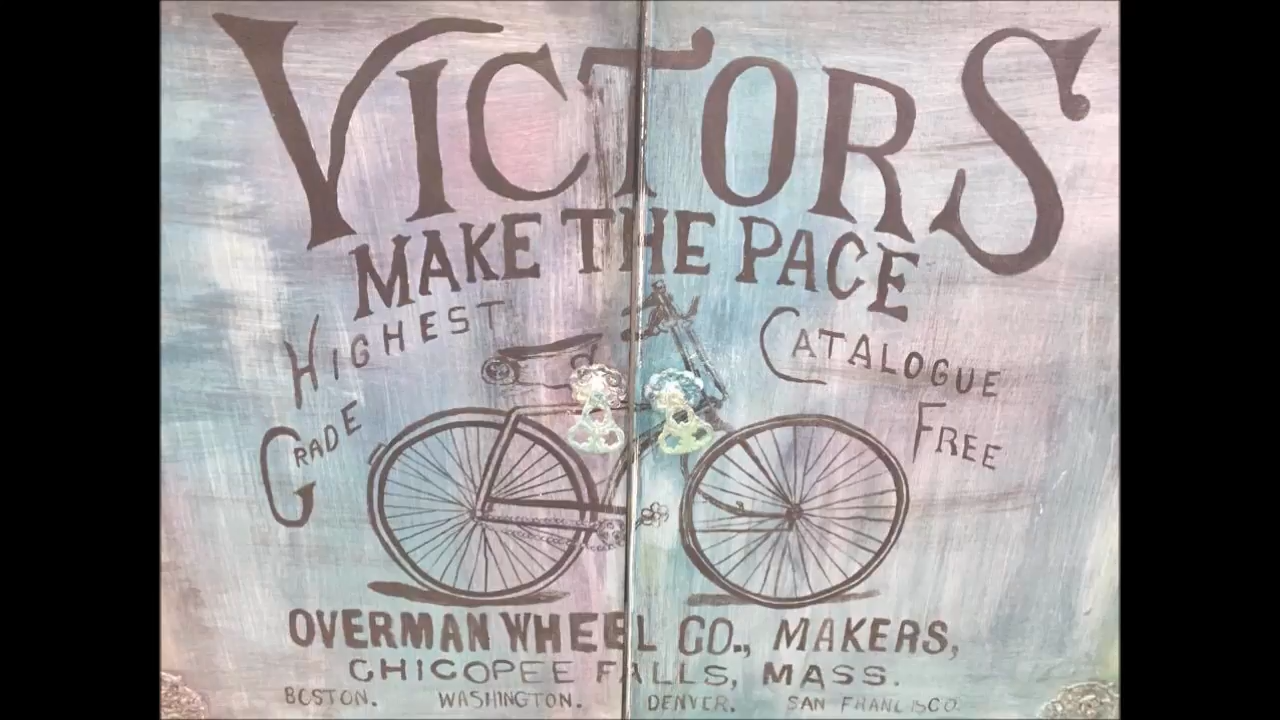 VICTORS
MAKE THE PACE
HIGHEST
GRADE
CATALOGUE
FREE
OVERMAN WHEEL CO., MAKERS,
CHICOPEE FALLS, MASS.
BOSTON. WASHINGTON. DENVER. SAN FRANCISCO.